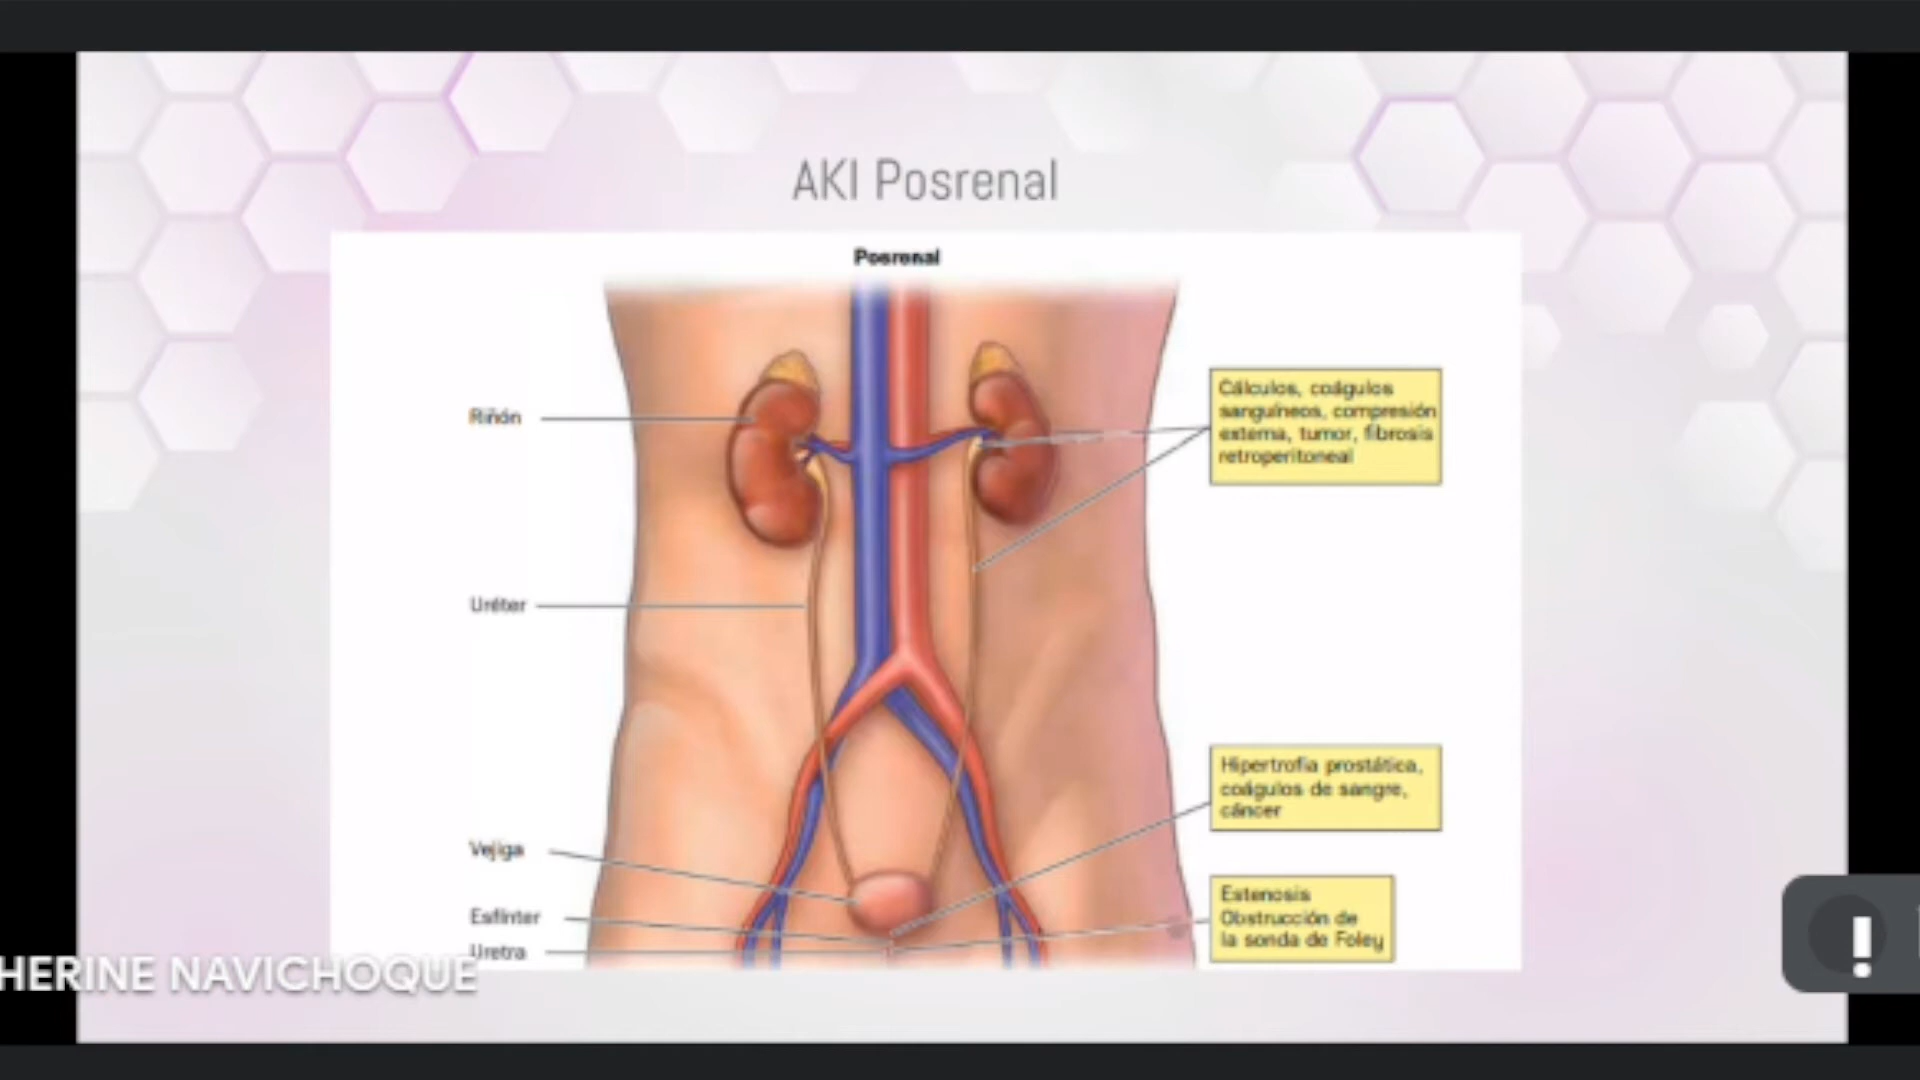 AKI Posrenal
Posrenal
Riñón
Cálculos, coágulos
sanguíneos, compresión
externa, tumor, fibrosis
retroperitoneal
Uréter
Hipertrofia prostática,
coágulos de sangre,
cáncer
Vejiga
Esfínter
Uretra
Estenosis
Obstrucción de
la sonda de Foley
HERINE NAVICHOQUE